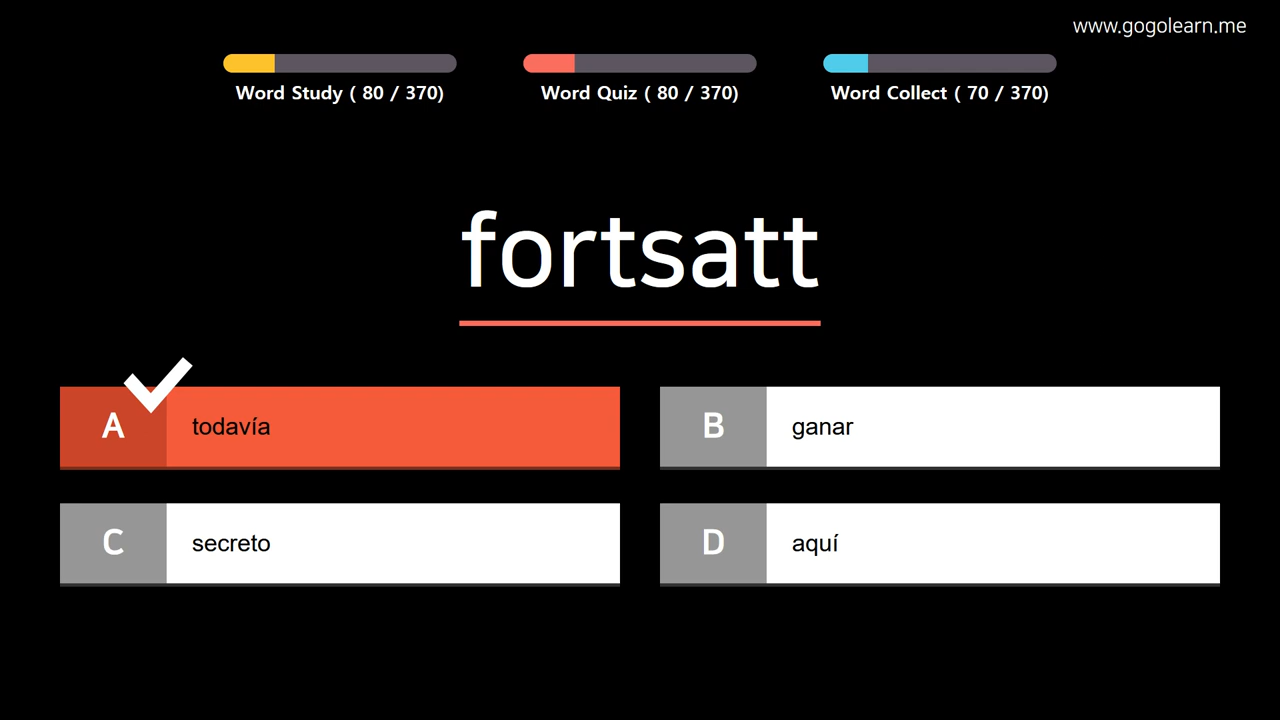 www.gogolearn.me
Word Study ( 80 / 370)
Word Quiz ( 80 / 370)
Word Collect ( 70 / 370)
fortsatt
A todavía
B ganar
C secreto
D aquí